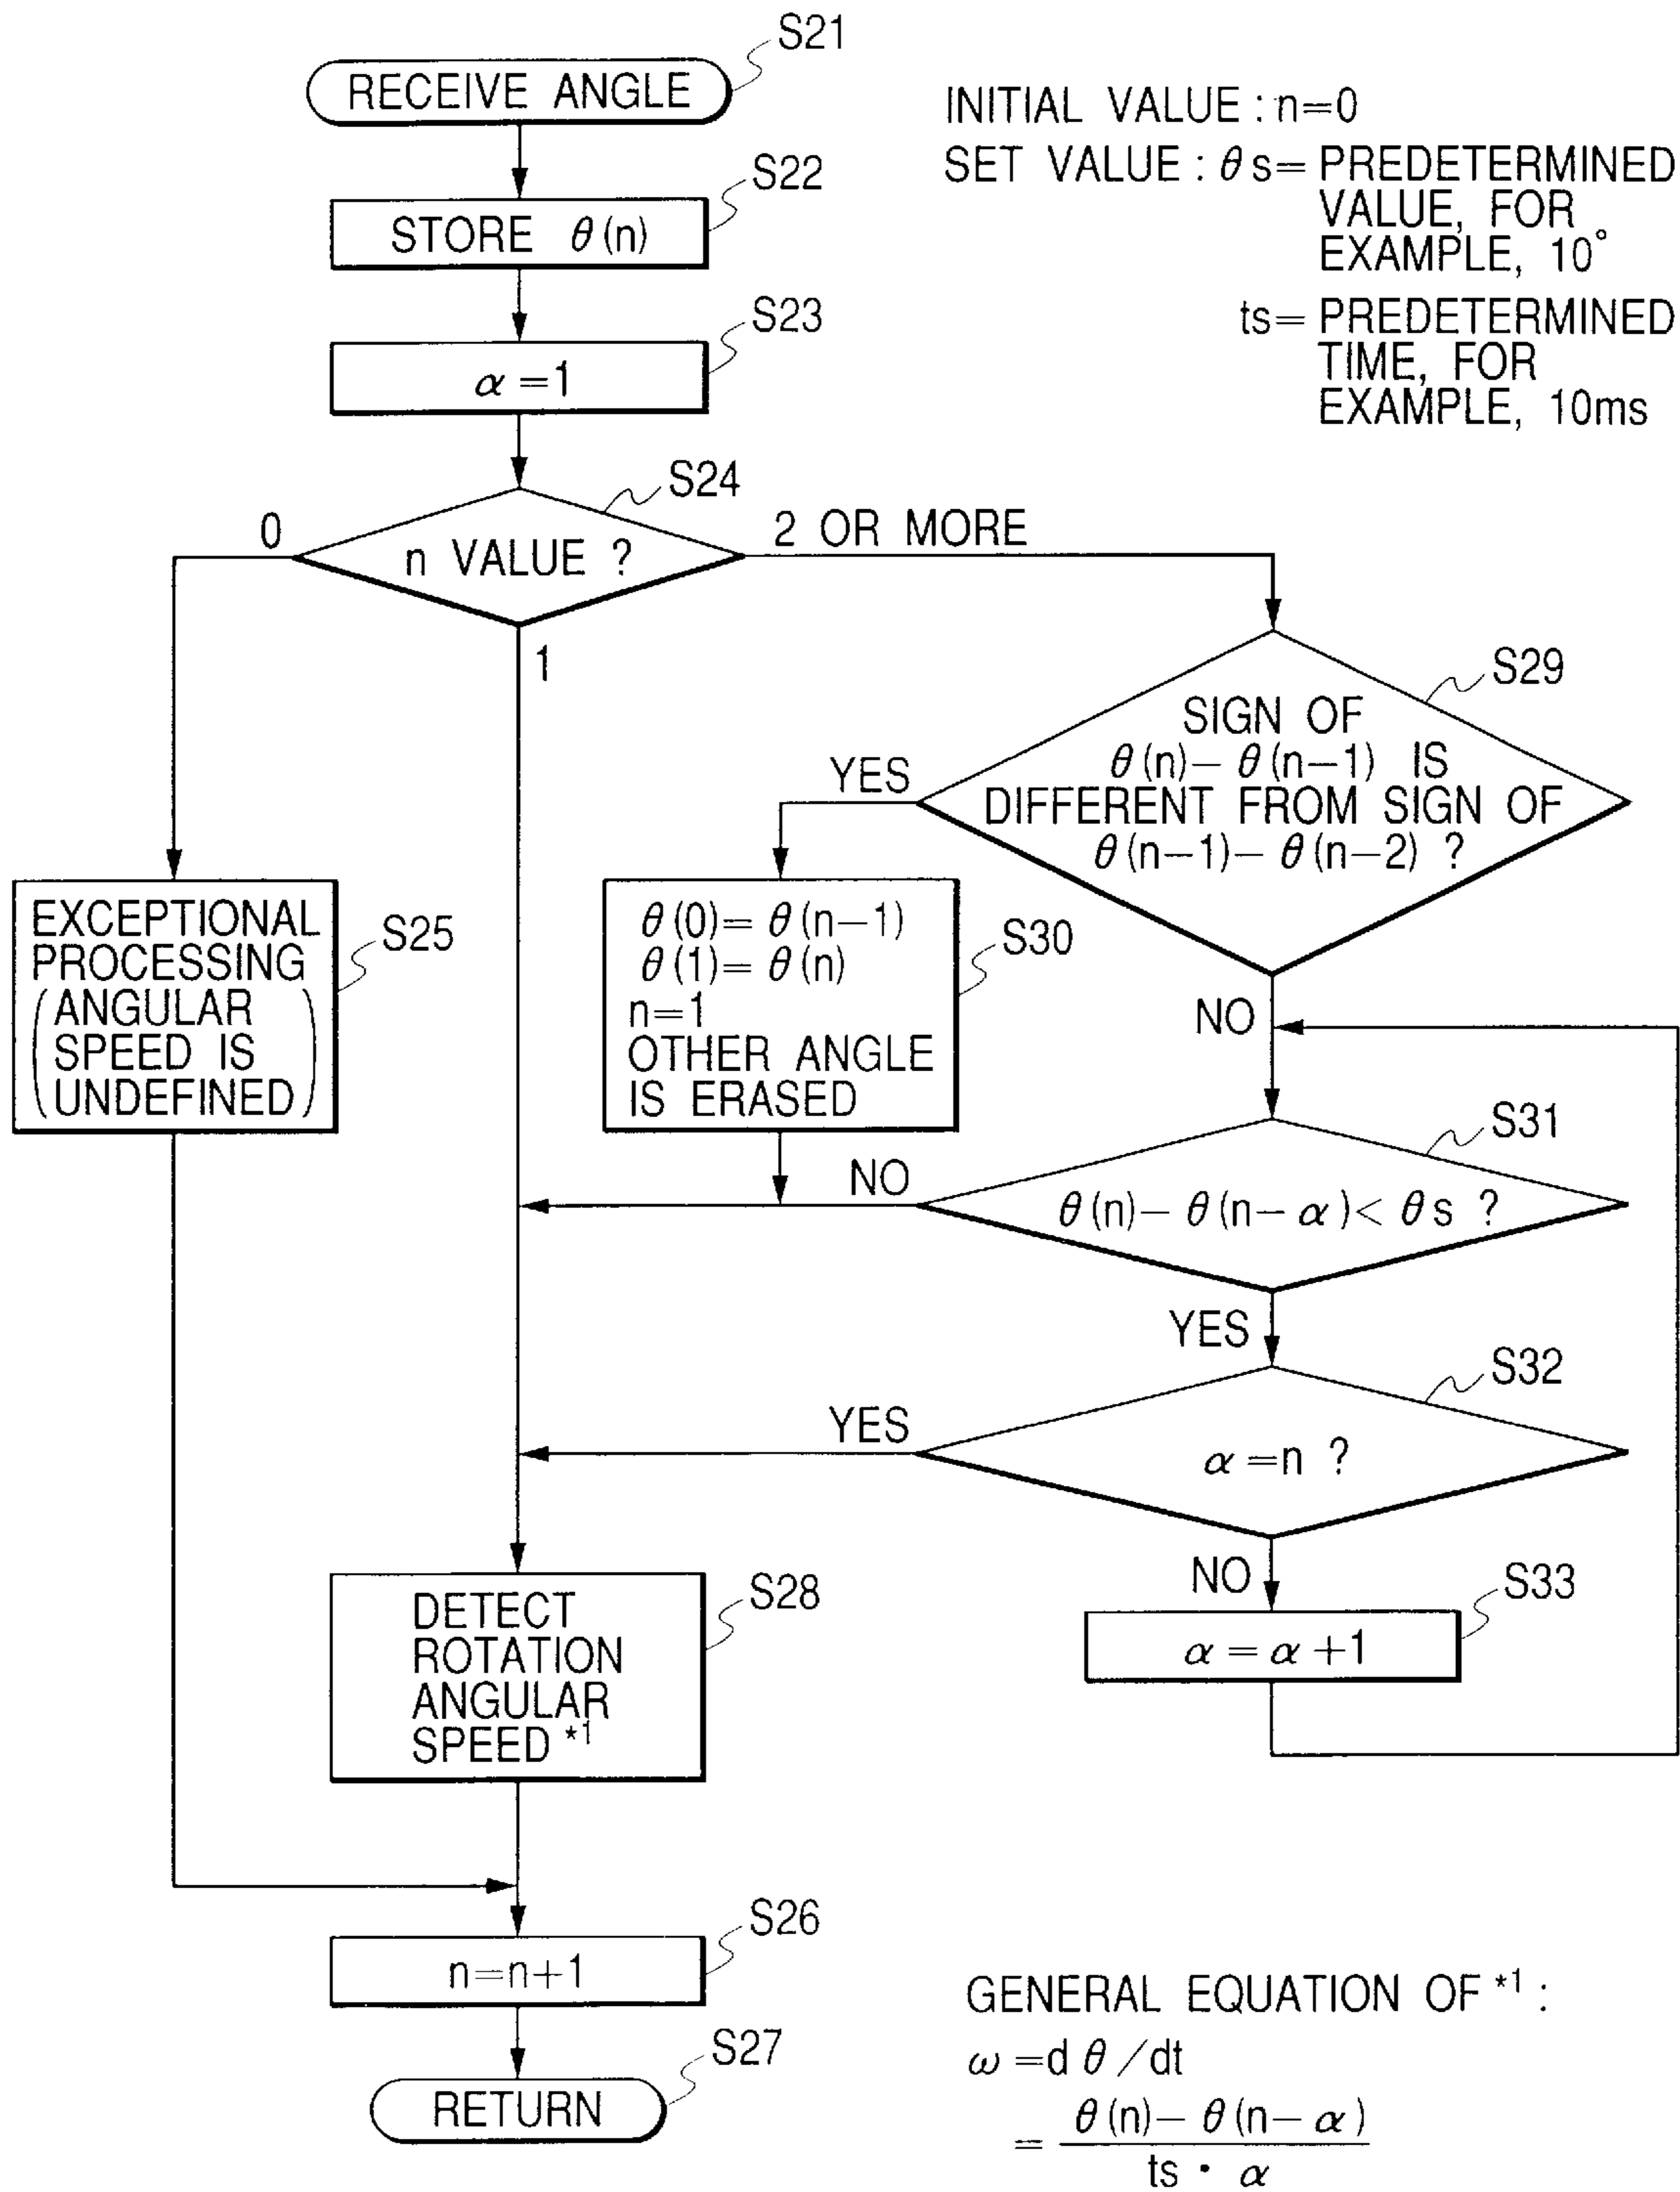 S21
RECEIVE ANGLE
INITIAL VALUE : n=0
SET VALUE : θs= PREDETERMINED
VALUE, FOR
EXAMPLE, 10°
ts= PREDETERMINED
TIME, FOR
EXAMPLE, 10ms
S22
STORE θ(n)
S23
α=1
S24
0
n VALUE ?
2 OR MORE
1
S29
SIGN OF
θ(n)−θ(n−1) IS
DIFFERENT FROM SIGN OF
θ(n−1)−θ(n−2) ?
YES
NO
S25
EXCEPTIONAL
PROCESSING
(ANGULAR
SPEED IS
UNDEFINED)
S30
θ(0)=θ(n−1)
θ(1)=θ(n)
n=1
OTHER ANGLE
IS ERASED
S31
θ(n)−θ(n−α)<θs ?
NO
YES
S32
α=n ?
YES
NO
S33
α=α+1
S28
DETECT
ROTATION
ANGULAR
SPEED *1
S26
n=n+1
S27
RETURN
GENERAL EQUATION OF *1 :
ω=dθ/dt
= θ(n)−θ(n−α)
ts・α